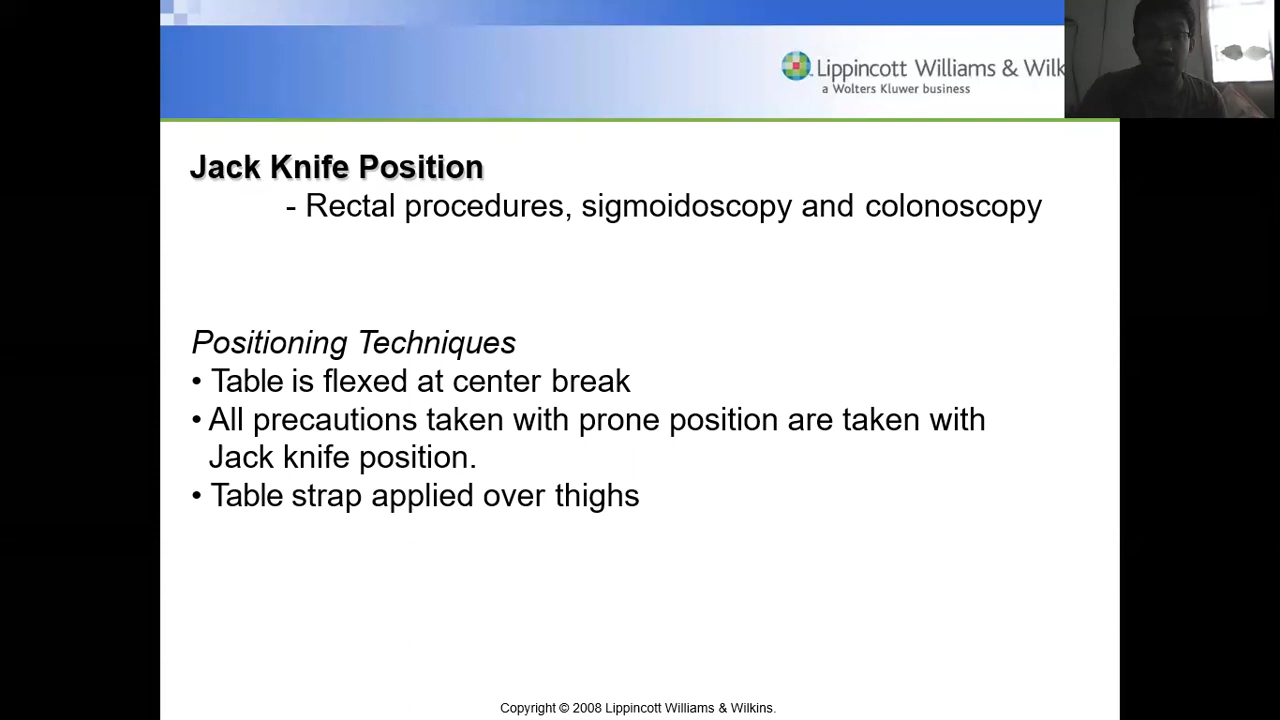 Lippincott Williams & Wilk
a Wolters Kluwer business
Jack Knife Position
- Rectal procedures, sigmoidoscopy and colonoscopy
Positioning Techniques
• Table is flexed at center break
• All precautions taken with prone position are taken with
Jack knife position.
• Table strap applied over thighs
Copyright © 2008 Lippincott Williams & Wilkins.